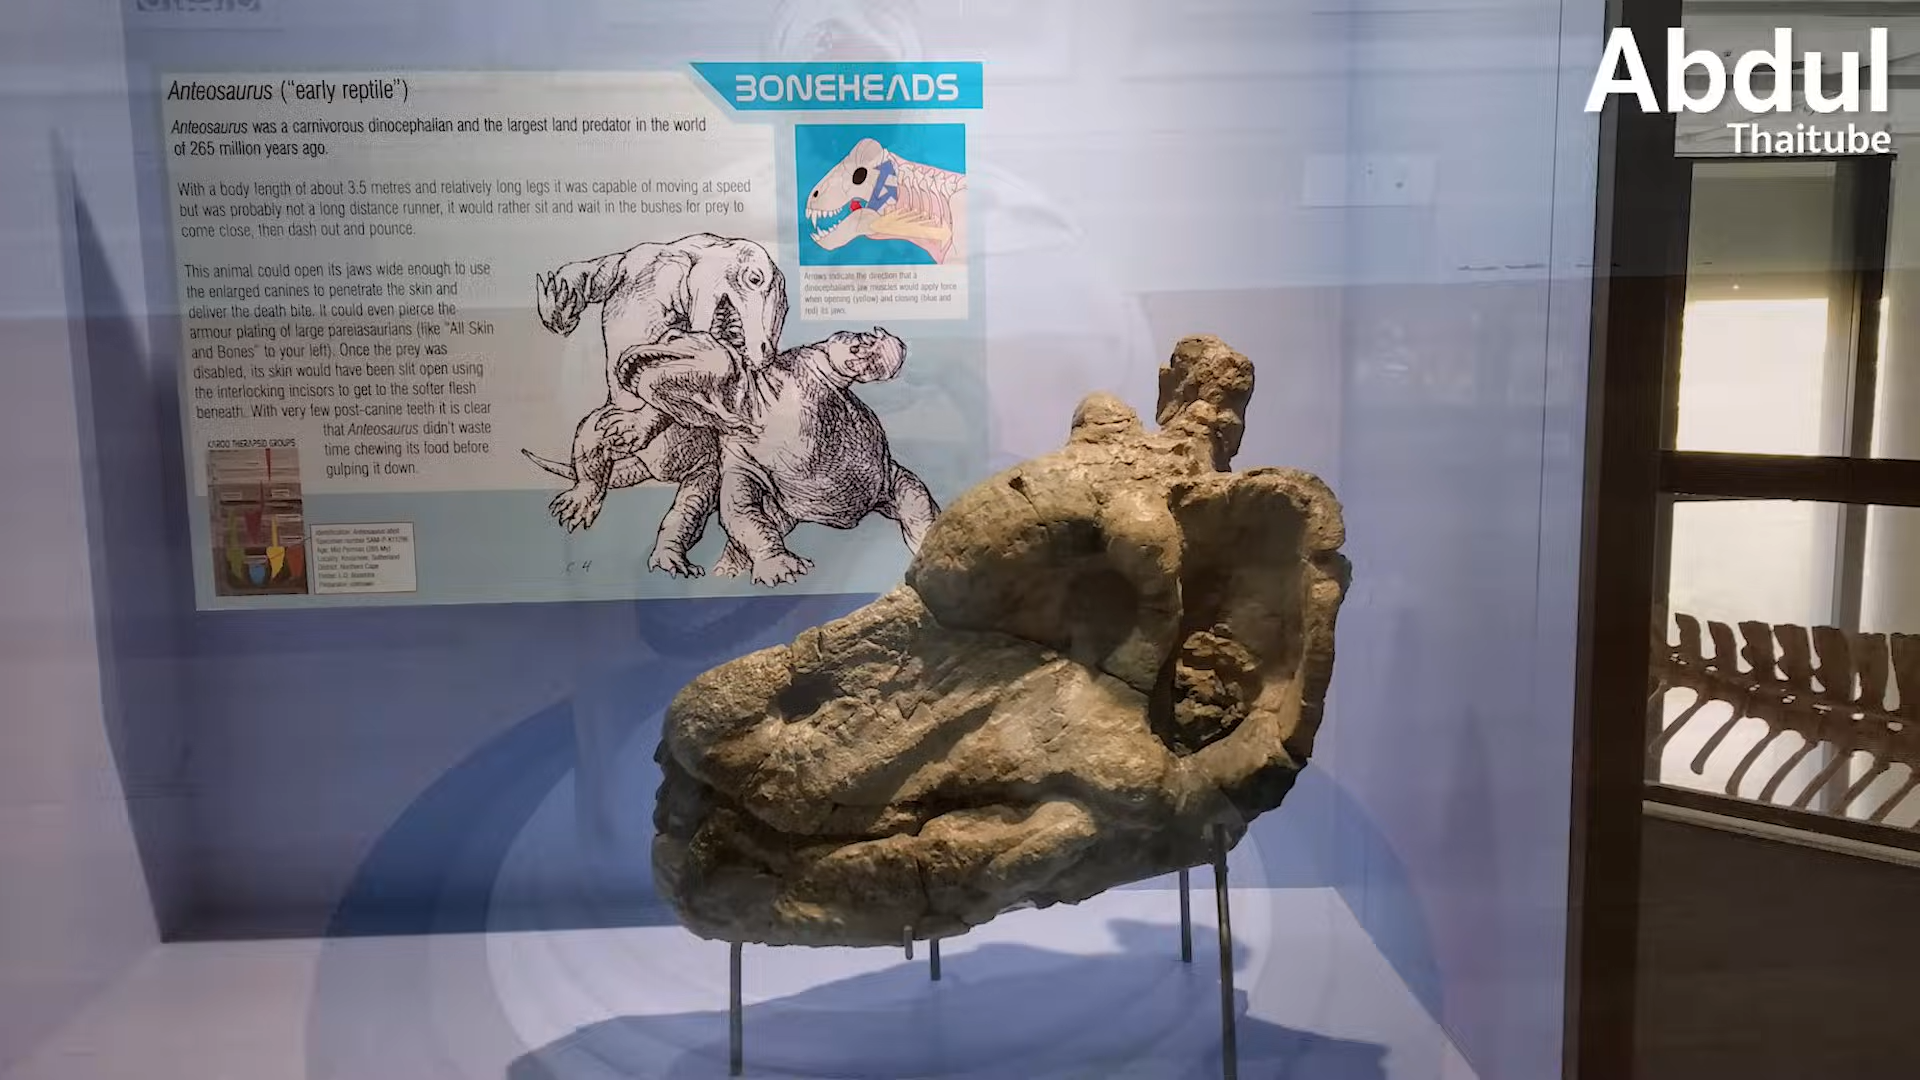 Abdul
Thaitube
BONEHEADS
Anteosaurus ("early reptile")
Anteosaurus was a carnivorous dinocephalian and the largest land predator in the world
of 265 million years ago.
With a body length of about 3.5 metres and relatively long legs it was capable of moving at speed
but was probably not a long distance runner, it would rather sit and wait in the bushes for prey to
come close, then dash out and pounce.
This animal could open its jaws wide enough to use
the enlarged canines to penetrate the skin and
deliver the death bite. It could even pierce the
armour plating of large pareiasaurians (like "All Skin
and Bones" to your left). Once the prey was
disabled, its skin would have been slit open using
the interlocking incisors to get to the softer flesh
beneath. With very few post-canine teeth it is clear
that Anteosaurus didn't waste
time chewing its food before
gulping it down.
Arrows indicate the direction that a
dinocephalian's jaw muscles would apply force
when opening (yellow) and closing (blue and
red) its jaws.
KAROO THERAPSID GROUPS
Age: Mid Permian (265 My)
District: Northern Cape